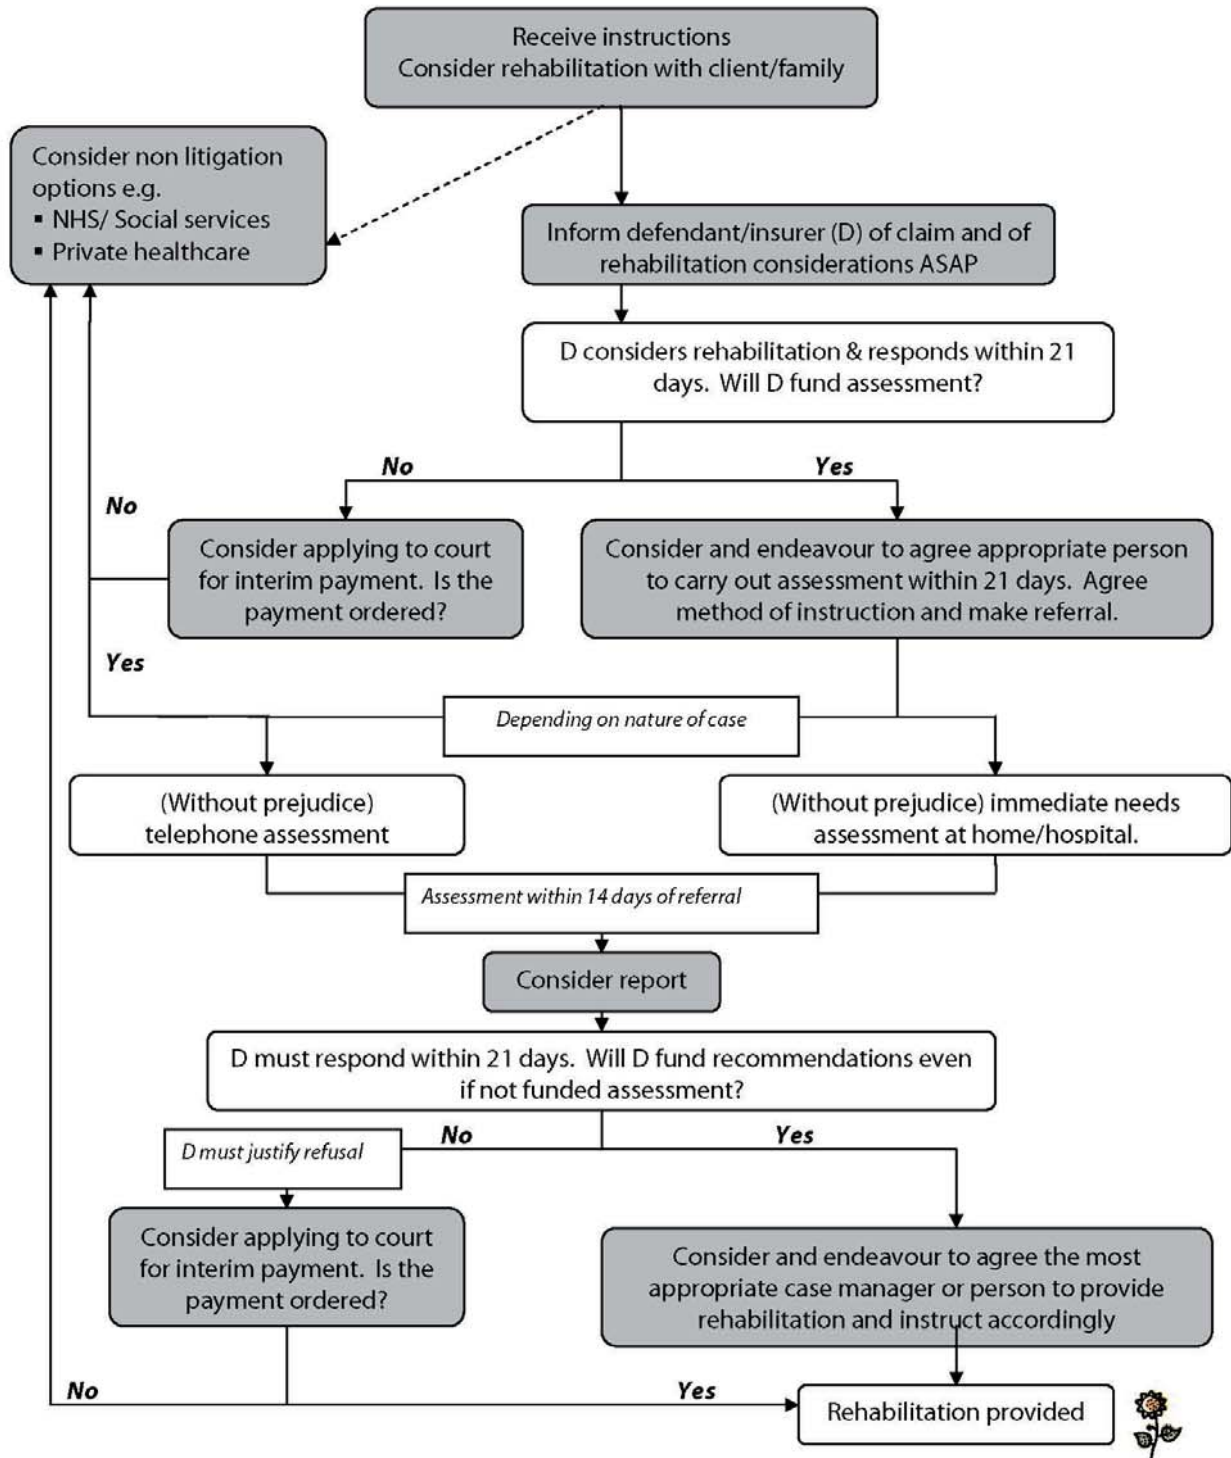 Receive instructions
Consider rehabilitation with client/family
Consider non litigation
options e.g.
▪ NHS/ Social services
▪ Private healthcare
Inform defendant/insurer (D) of claim and of
rehabilitation considerations ASAP
D considers rehabilitation & responds within 21
days. Will D fund assessment?
No
Yes
No
Consider applying to court
for interim payment. Is the
payment ordered?
Consider and endeavour to agree appropriate person
to carry out assessment within 21 days. Agree
method of instruction and make referral.
Yes
Depending on nature of case
(Without prejudice)
telephone assessment
(Without prejudice) immediate needs
assessment at home/hospital.
Assessment within 14 days of referral
Consider report
D must respond within 21 days. Will D fund recommendations even
if not funded assessment?
No
Yes
D must justify refusal
Consider applying to court
for interim payment. Is the
payment ordered?
Consider and endeavour to agree the most
appropriate case manager or person to provide
rehabilitation and instruct accordingly
No
Yes
Rehabilitation provided